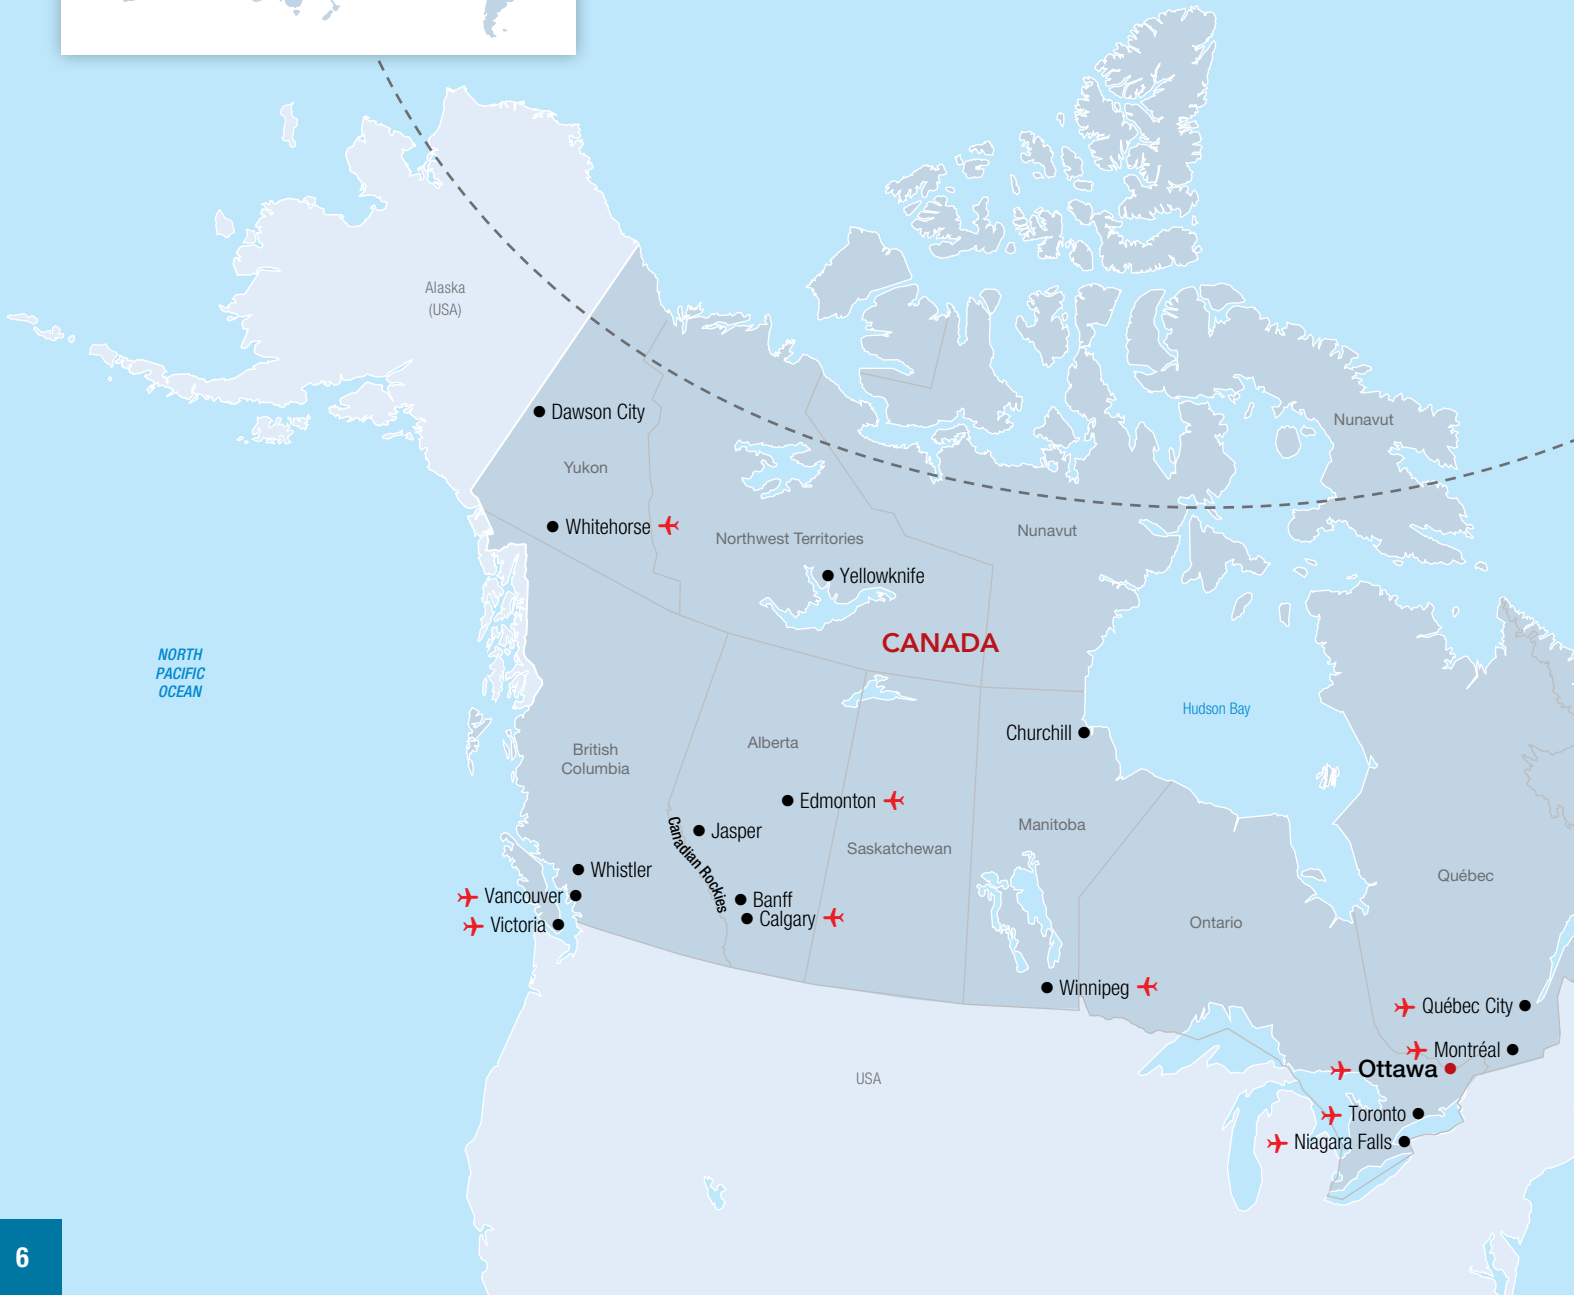 Alaska
(USA)
Nunavut
Dawson City
Yukon
Whitehorse
Northwest Territories
Nunavut
Yellowknife
CANADA
NORTH
PACIFIC
OCEAN
Hudson Bay
Churchill
British
Columbia
Alberta
Edmonton
Jasper
Canadian Rockies
Manitoba
Saskatchewan
Whistler
Vancouver
Victoria
Banff
Calgary
Québec
Ontario
Winnipeg
Québec City
Montréal
Ottawa
USA
Toronto
Niagara Falls
6